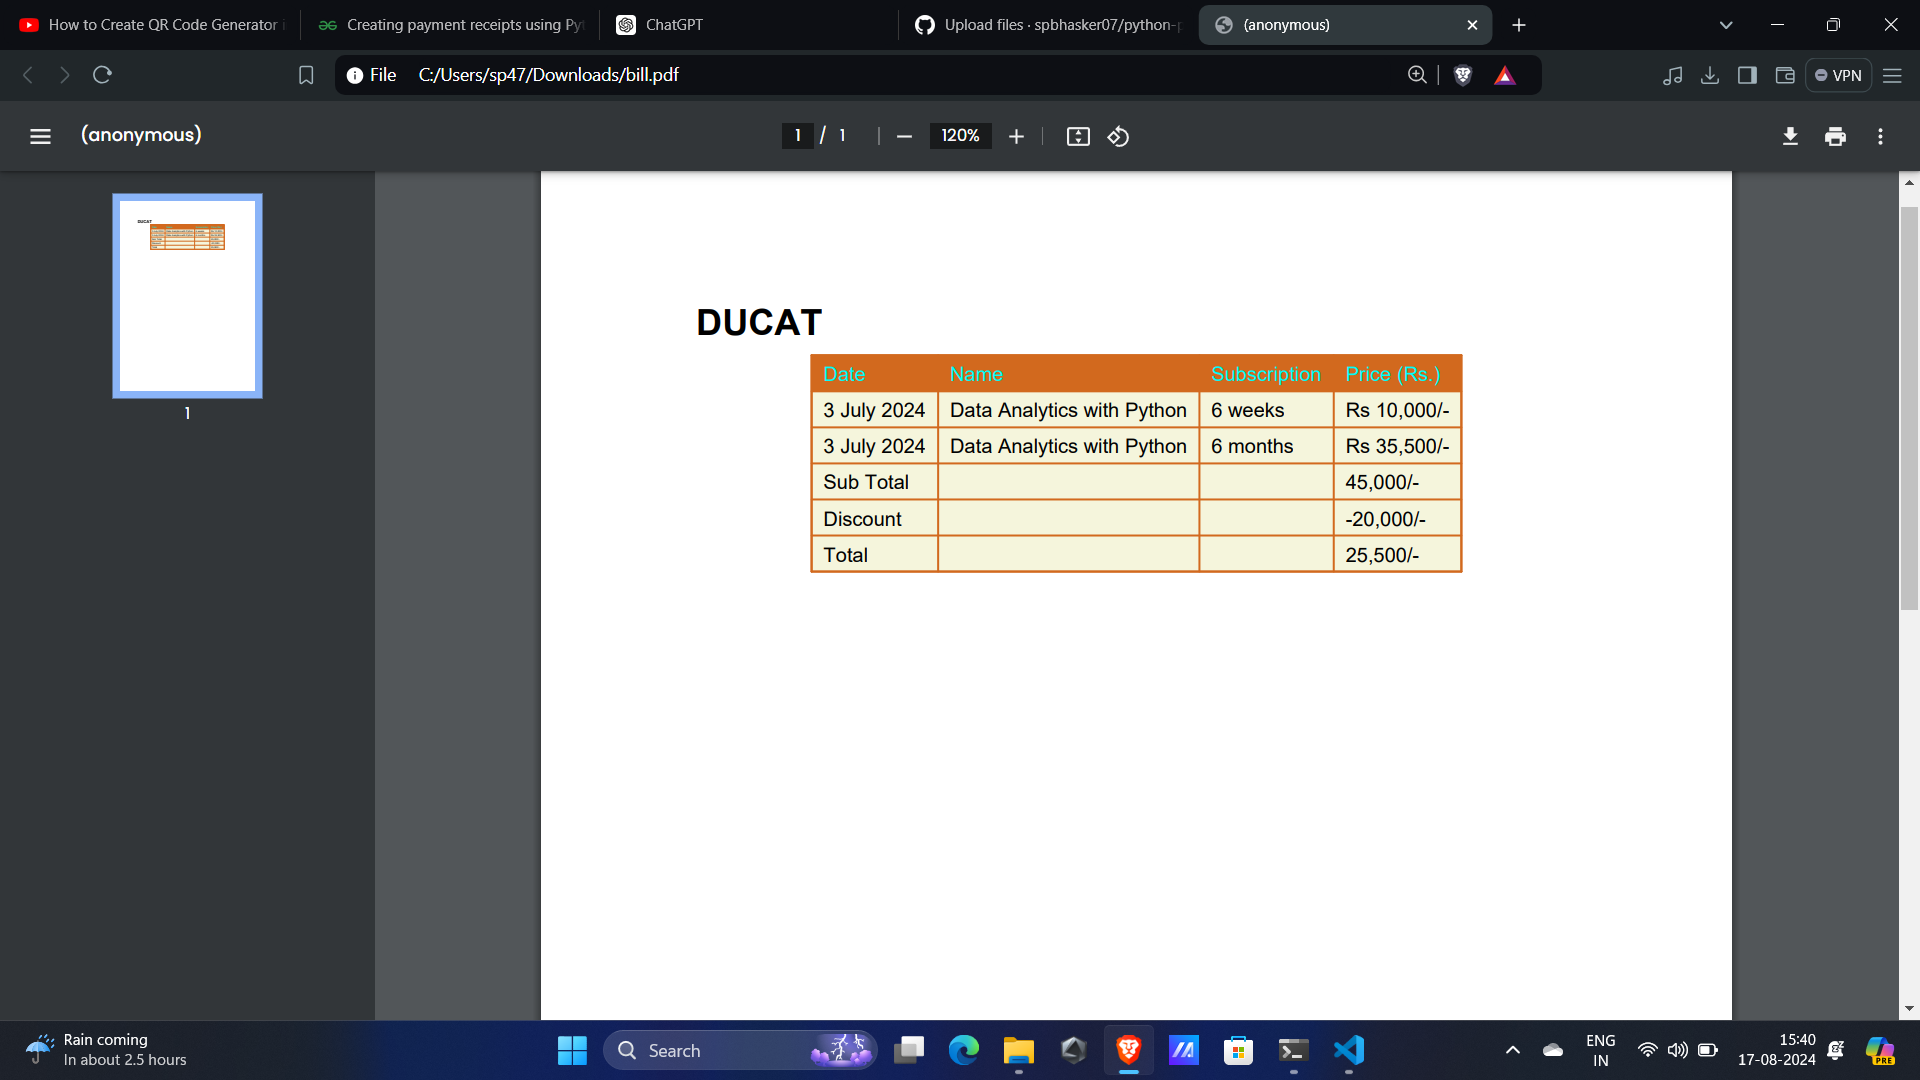 How to Create QR Code Generator i
Creating payment receipts using Pyt
ChatGPT
Upload files · spbhasker07/python-p
(anonymous)
File C:/Users/sp47/Downloads/bill.pdf
VPN
(anonymous)
1 / 1
120%
1
DUCAT
Date Name Subscription Price (Rs.)
3 July 2024 Data Analytics with Python 6 weeks Rs 10,000/-
3 July 2024 Data Analytics with Python 6 months Rs 35,500/-
Sub Total 45,000/-
Discount -20,000/-
Total 25,500/-
Rain coming
In about 2.5 hours
Search
ENG
IN
15:40
17-08-2024
PRE